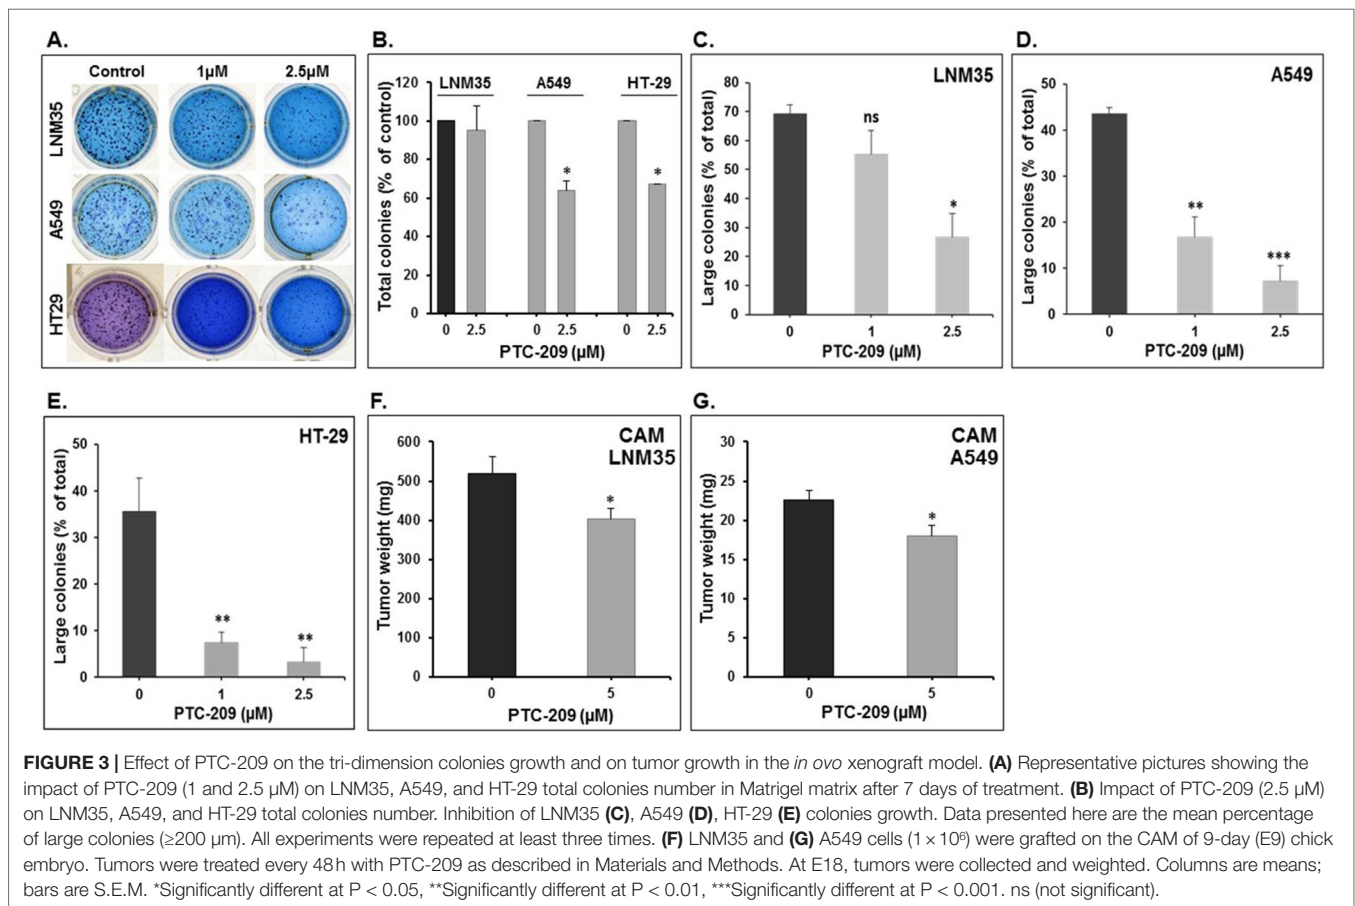 A.
Control 1µM 2.5µM
LNM35
A549
HT29
B.
LNM35 A549 HT-29
Total colonies (% of control)
120
100
80
60
40
20
0
* *
0 2.5 0 2.5 0 2.5
PTC-209 (µM)
C.
LNM35
Large colonies (% of total)
80
70
60
50
40
30
20
10
0
ns
*
0 1 2.5
PTC-209 (µM)
D.
A549
Large colonies (% of total)
50
40
30
50
20
10
0
**
***
0 1 2.5
PTC-209 (µM)
E.
HT-29
Large colonies (% of total)
50
40
30
20
10
0
**
**
0 1 2.5
PTC-209 (µM)
F.
CAM
LNM35
Tumor weight (mg)
600
500
400
300
200
100
0
*
0 5
PTC-209 (µM)
G.
CAM
A549
Tumor weight (mg)
30
25
20
15
10
5
0
*
0 5
PTC-209 (µM)
FIGURE 3 | Effect of PTC-209 on the tri-dimension colonies growth and on tumor growth in the in ovo xenograft model. (A) Representative pictures showing the
impact of PTC-209 (1 and 2.5 µM) on LNM35, A549, and HT-29 total colonies number in Matrigel matrix after 7 days of treatment. (B) Impact of PTC-209 (2.5 µM)
on LNM35, A549, and HT-29 total colonies number. Inhibition of LNM35 (C), A549 (D), HT-29 (E) colonies growth. Data presented here are the mean percentage
of large colonies (≥200 µm). All experiments were repeated at least three times. (F) LNM35 and (G) A549 cells (1 × 10⁶) were grafted on the CAM of 9-day (E9) chick
embryo. Tumors were treated every 48 h with PTC-209 as described in Materials and Methods. At E18, tumors were collected and weighted. Columns are means;
bars are S.E.M. *Significantly different at P < 0.05, **Significantly different at P < 0.01, ***Significantly different at P < 0.001. ns (not significant).